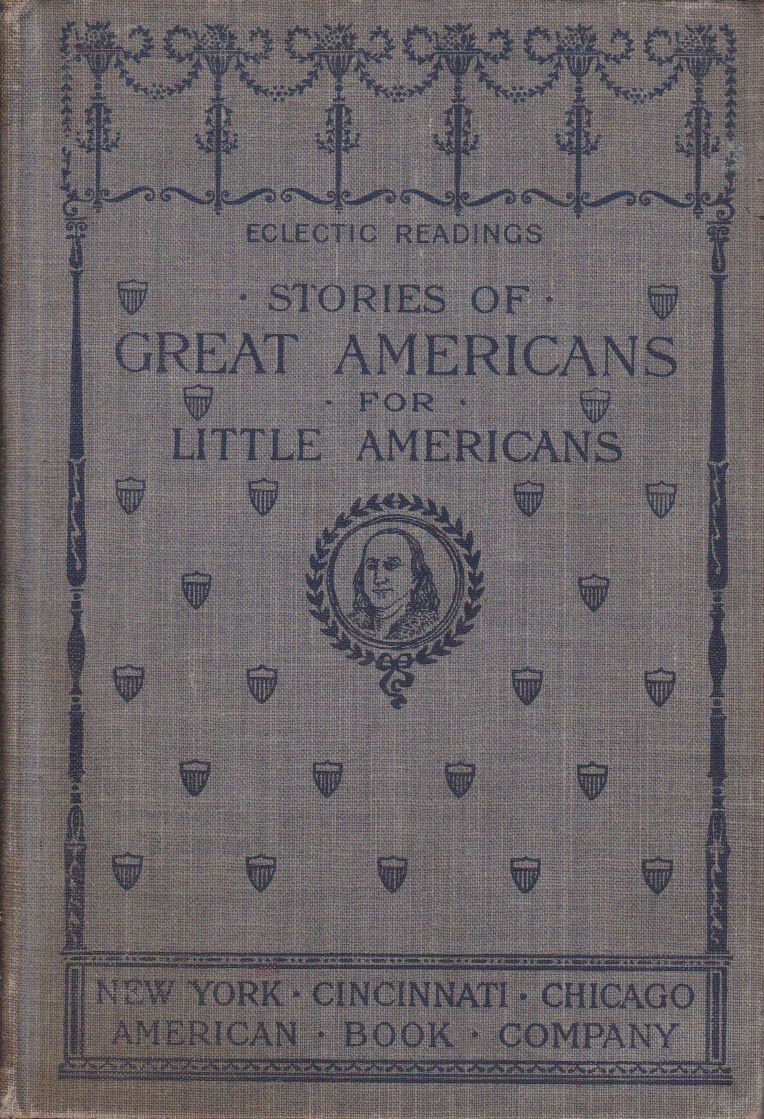 ECLECTIC READINGS
· STORIES OF ·
GREAT AMERICANS
· FOR ·
LITTLE AMERICANS
NEW YORK · CINCINNATI · CHICAGO
AMERICAN · BOOK · COMPANY